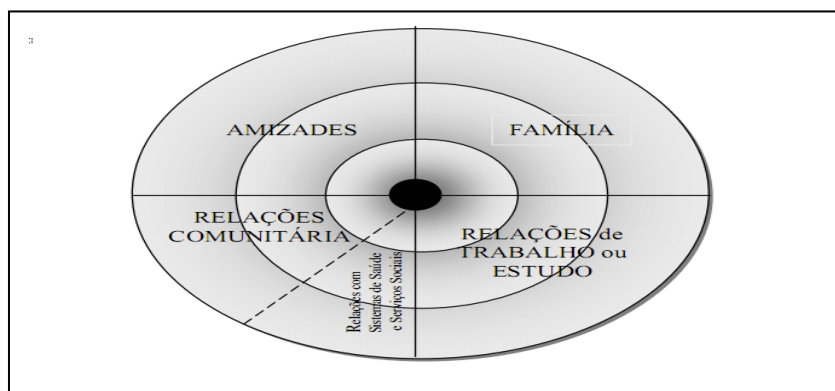 AMIZADES
FAMÍLIA
RELAÇÕES
COMUNITÁRIA
RELAÇÕES de
TRABALHO ou
ESTUDO
Relações com
Sistemas de Saúde
e Serviços Sociais